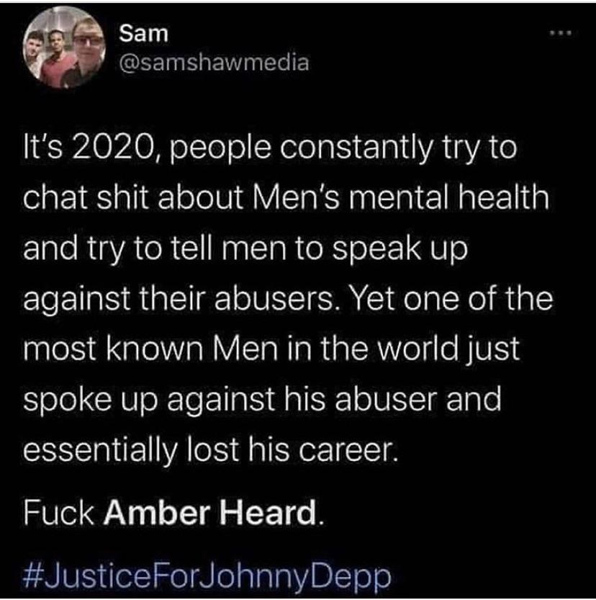 Sam
@samshawmedia
It's 2020, people constantly try to
chat shit about Men's mental health
and try to tell men to speak up
against their abusers. Yet one of the
most known Men in the world just
spoke up against his abuser and
essentially lost his career.
Fuck Amber Heard.
#JusticeForJohnnyDepp